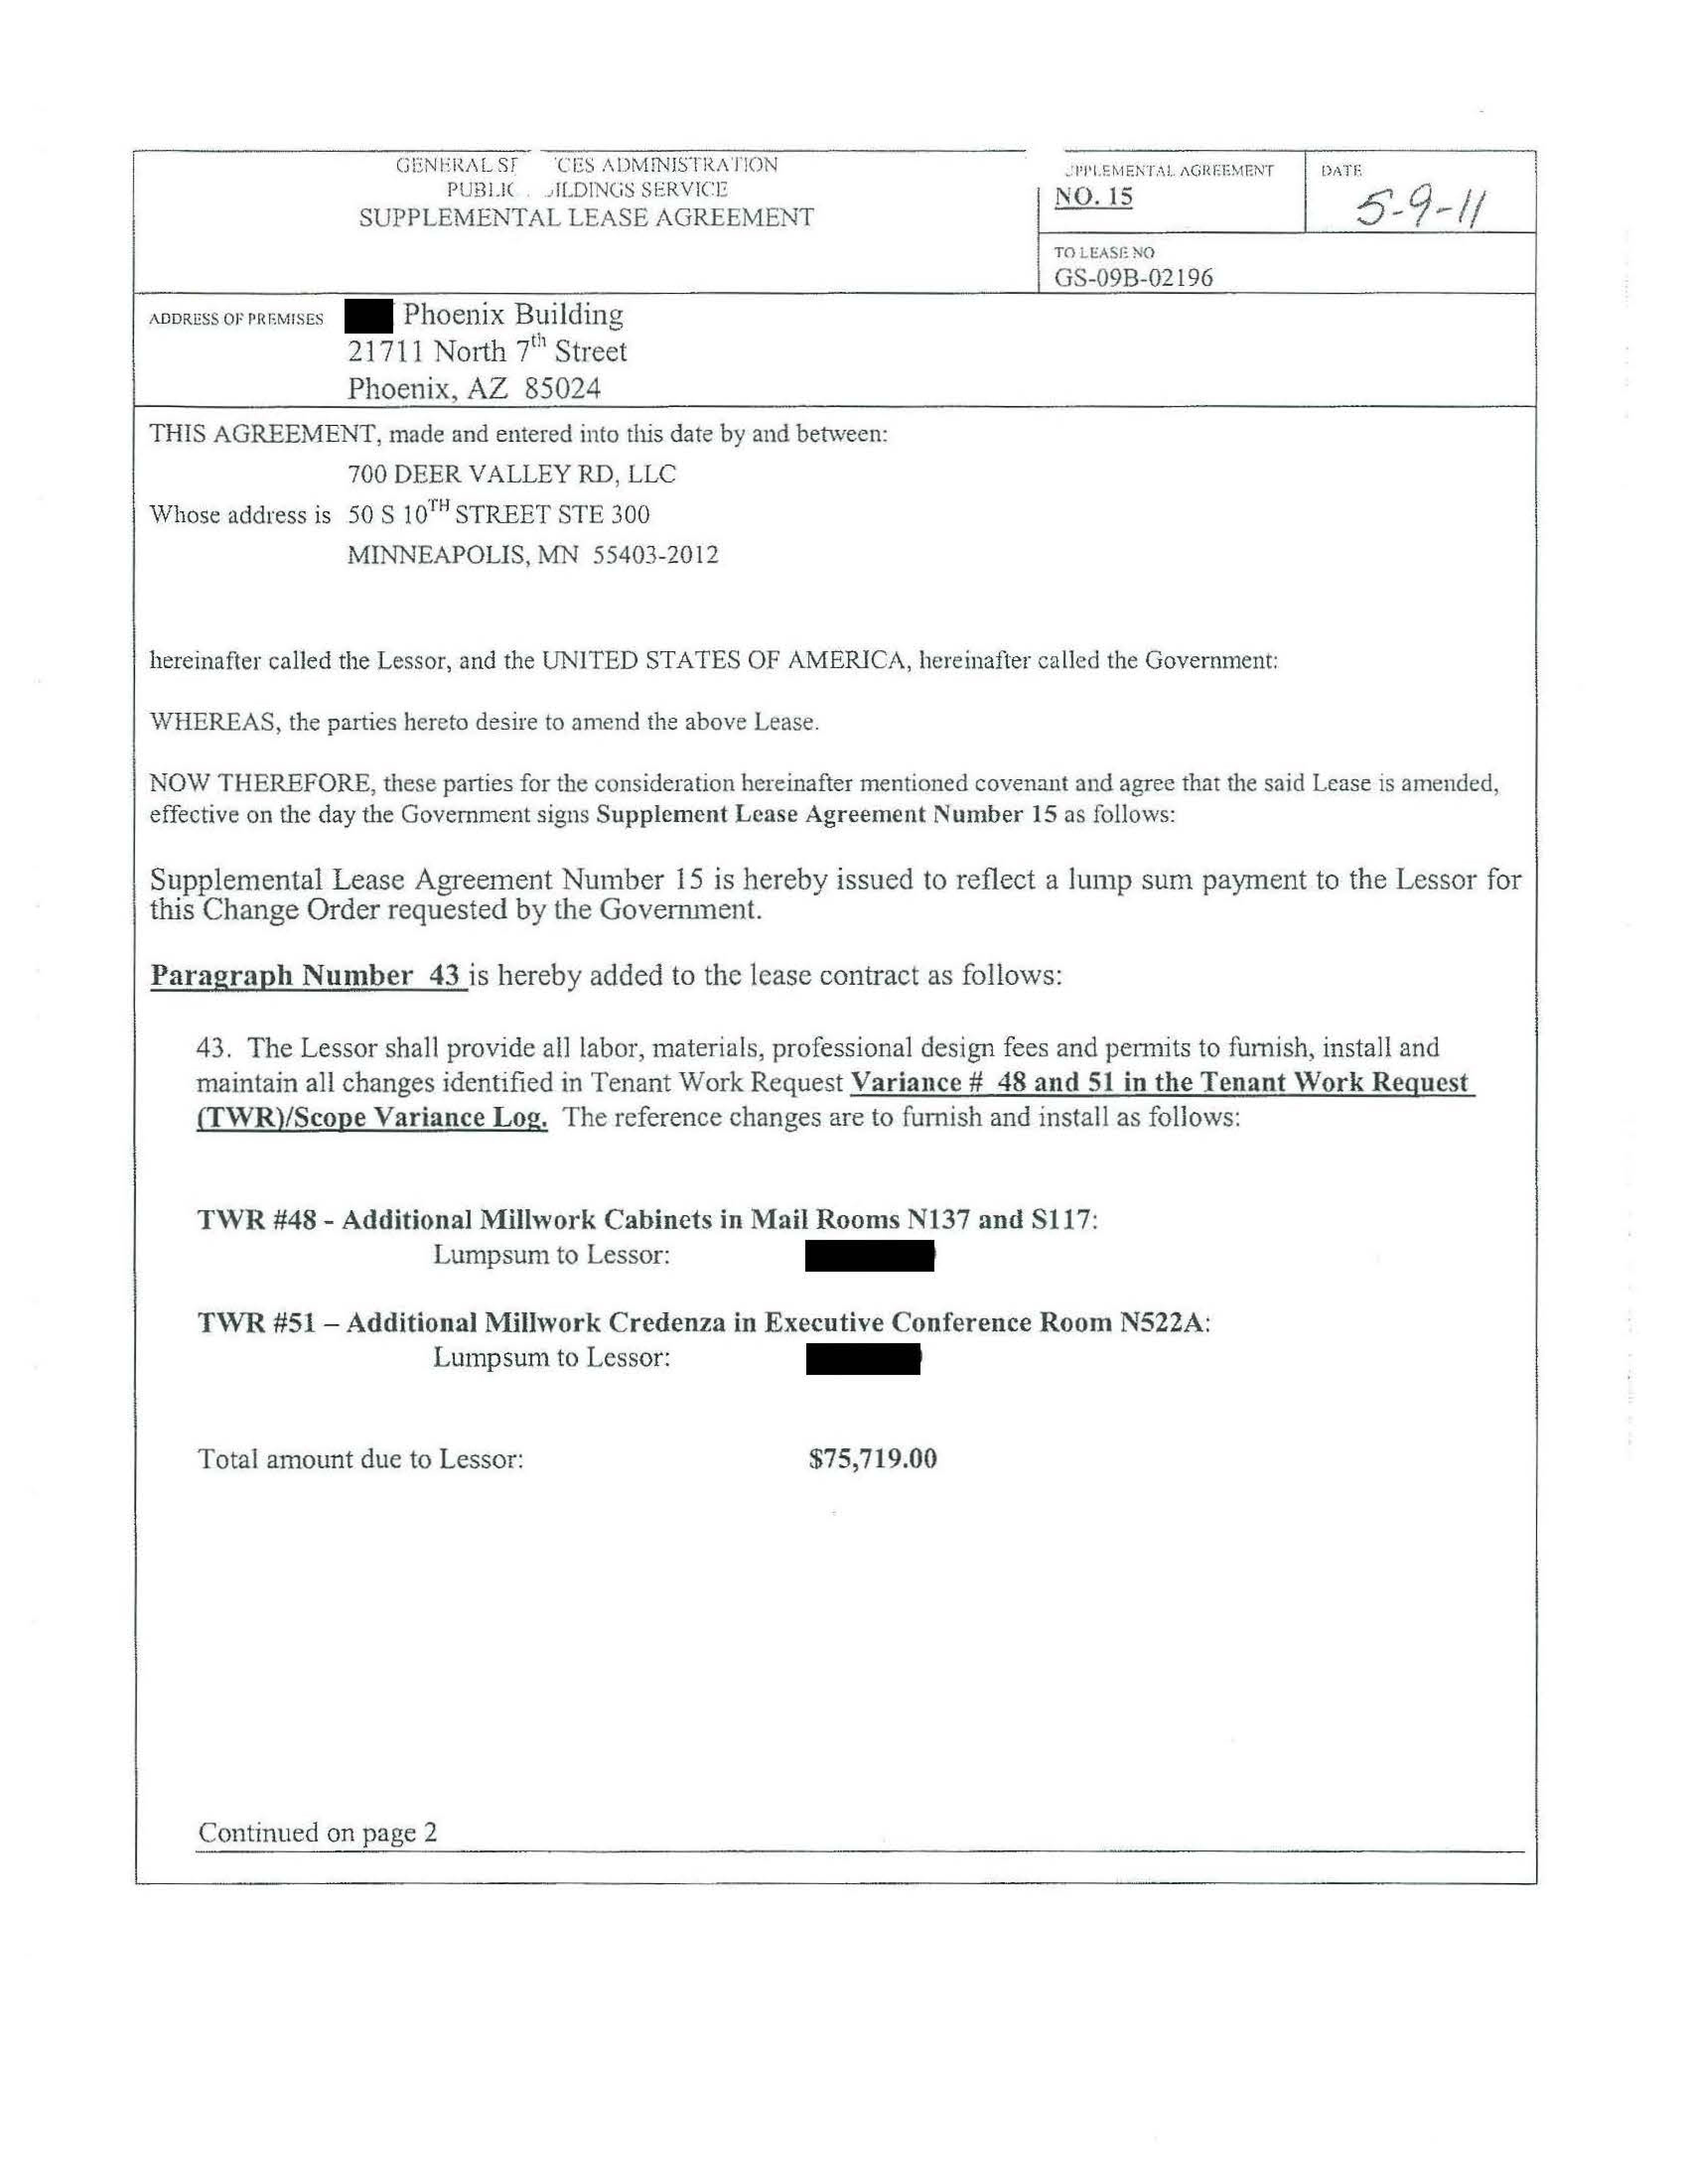 GENERAL SE CES ADMINISTRATION
PUBLIC ILDINGS SERVICE
SUPPLEMENTAL LEASE AGREEMENT
PPLEMENTAL AGREEMENT
NO. 15
DATE
5-9-11
TO LEASE NO
GS-09B-02196
ADDRESS OF PREMISES Phoenix Building
21711 North 7th Street
Phoenix, AZ 85024
THIS AGREEMENT, made and entered into this date by and between:
700 DEER VALLEY RD, LLC
Whose address is 50 S 10TH STREET STE 300
MINNEAPOLIS, MN 55403-2012
hereinafter called the Lessor, and the UNITED STATES OF AMERICA, hereinafter called the Government:
WHEREAS, the parties hereto desire to amend the above Lease.
NOW THEREFORE, these parties for the consideration hereinafter mentioned covenant and agree that the said Lease is amended,
effective on the day the Government signs Supplement Lease Agreement Number 15 as follows:
Supplemental Lease Agreement Number 15 is hereby issued to reflect a lump sum payment to the Lessor for
this Change Order requested by the Government.
Paragraph Number 43 is hereby added to the lease contract as follows:
43. The Lessor shall provide all labor, materials, professional design fees and permits to furnish, install and
maintain all changes identified in Tenant Work Request Variance # 48 and 51 in the Tenant Work Request
(TWR)/Scope Variance Log. The reference changes are to furnish and install as follows:
TWR #48 - Additional Millwork Cabinets in Mail Rooms N137 and S117:
Lumpsum to Lessor:
TWR #51 – Additional Millwork Credenza in Executive Conference Room N522A:
Lumpsum to Lessor:
Total amount due to Lessor: $75,719.00
Continued on page 2